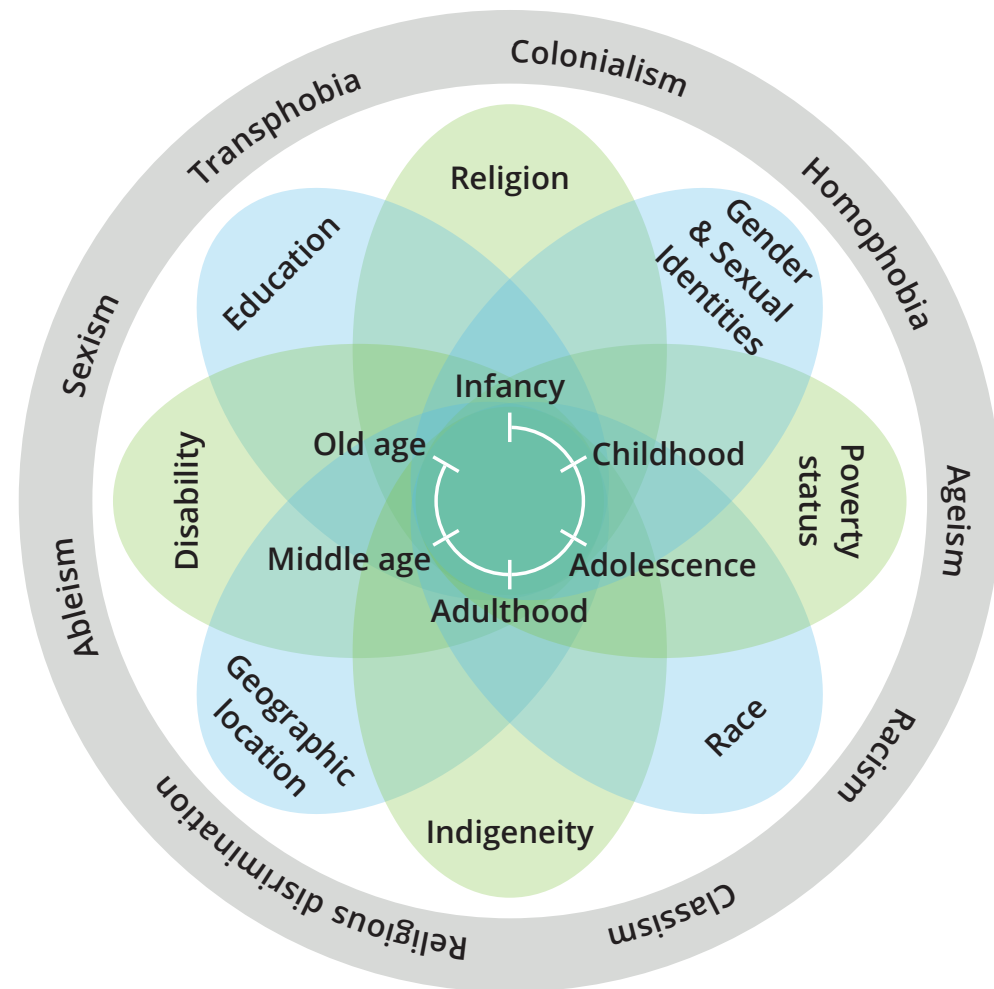 Colonialism
Homophobia
Ageism
Racism
Classism
Religious disrimination
Ableism
Sexism
Transphobia
Religion
Gender
& Sexual
Identities
Poverty
status
Race
Indigeneity
Geographic
location
Disability
Education
Infancy
Childhood
Adolescence
Adulthood
Middle age
Old age